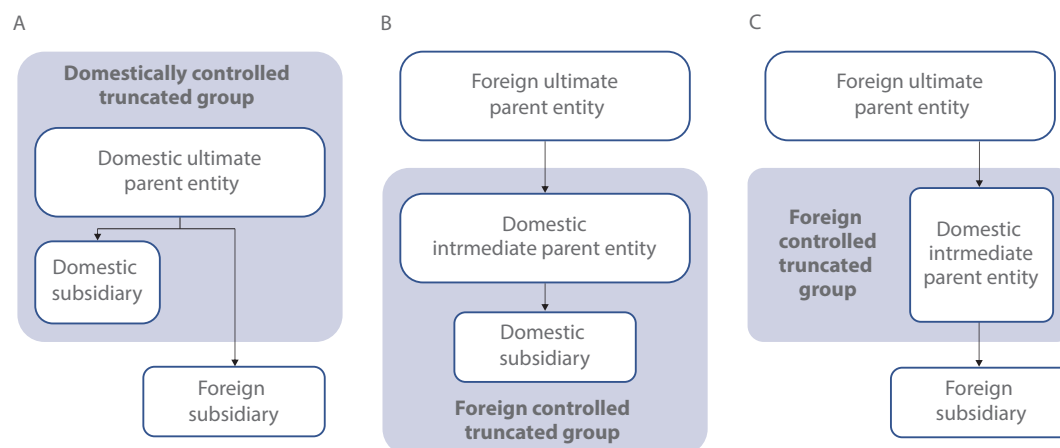 A
Domestically controlled
truncated group
Domestic ultimate
parent entity
Domestic
subsidiary
Foreign
subsidiary
B
Foreign ultimate
parent entity
Domestic
intrmediate parent entity
Domestic
subsidiary
Foreign controlled
truncated group
C
Foreign ultimate
parent entity
Foreign
controlled
truncated
group
Domestic
intrmediate
parent entity
Foreign
subsidiary